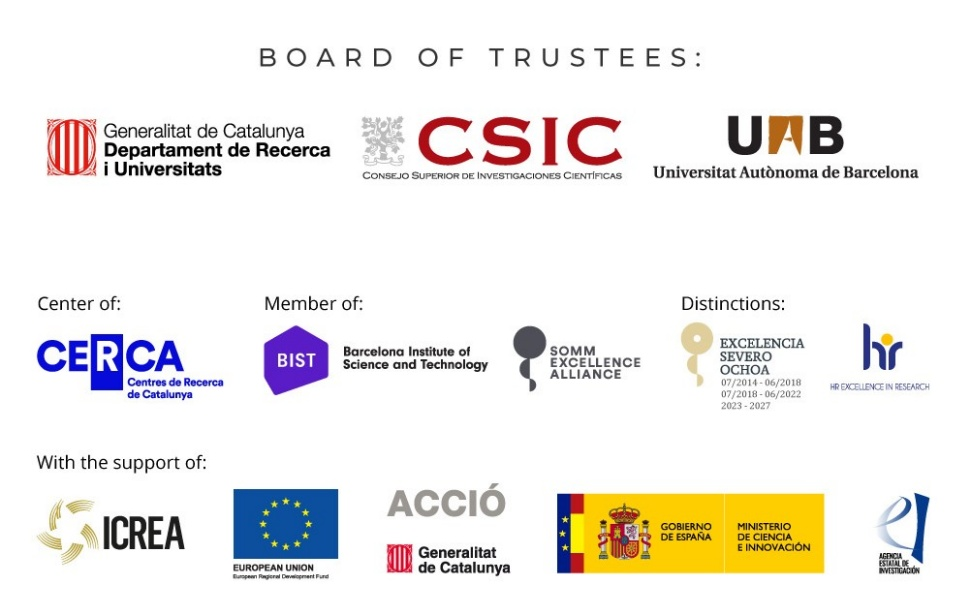 BOARD OF TRUSTEES:
Generalitat de Catalunya
Departament de Recerca
i Universitats
CSIC
CONSEJO SUPERIOR DE INVESTIGACIONES CIENTÍFICAS
UAB
Universitat Autònoma de Barcelona
Center of:
CERCA
Centres de Recerca
de Catalunya
Member of:
BIST
Barcelona Institute of
Science and Technology
SOMM
EXCELLENCE
ALLIANCE
Distinctions:
EXCELENCIA
SEVERO
OCHOA
07/2014 - 06/2018
07/2018 - 06/2022
2023 - 2027
hr
HR EXCELLENCE IN RESEARCH
With the support of:
ICREA
EUROPEAN UNION
European Regional Development Fund
ACCIÓ
Generalitat
de Catalunya
GOBIERNO
DE ESPAÑA
MINISTERIO
DE CIENCIA
E INNOVACIÓN
AGENCIA
ESTATAL DE
INVESTIGACIÓN